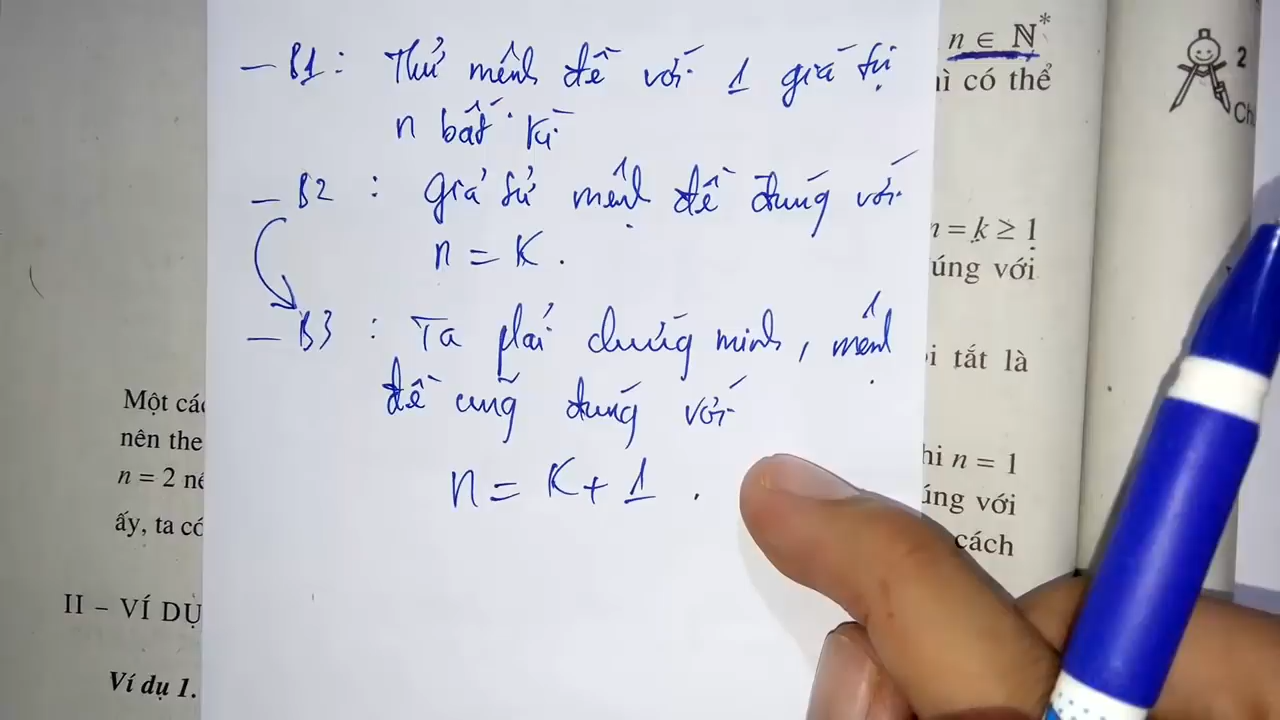 – B1 : Thử mệnh đề với 1 giá trị
n bất kì
– B2 : giả sử mệnh đề đúng với
n = K .
– B3 : Ta phải chứng minh, mệnh
đề cũng đúng với
n = K + 1 .
n ∈ ℕ*
ì có thể
n = k ≥ 1
úng với
i tắt là
hi n = 1
úng với
cách
2
Một các
nên the
n = 2 nê
ấy, ta có
II – VÍ DỤ
Ví dụ 1.